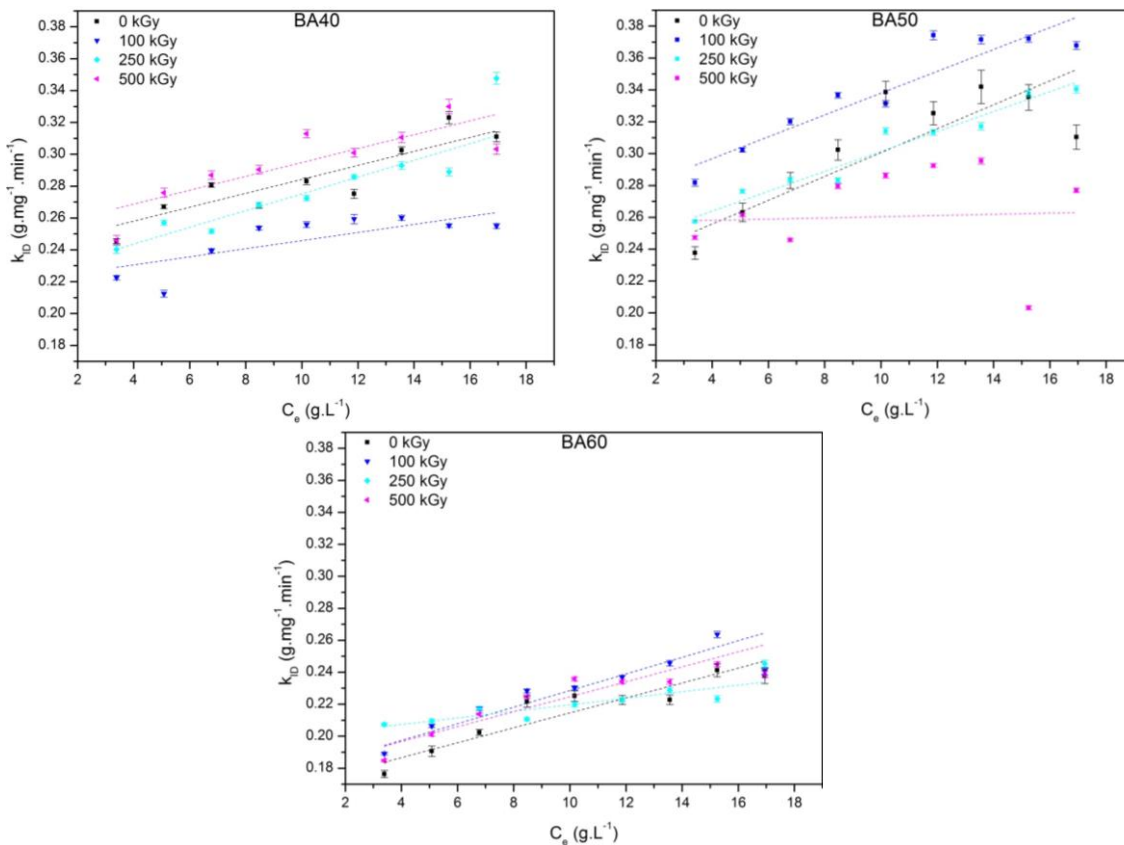 BA40
0 kGy
100 kGy
250 kGy
500 kGy
k_ID (g.mg⁻¹.min⁻¹)
0.38
0.36
0.34
0.32
0.30
0.28
0.26
0.24
0.22
0.20
0.18
2 4 6 8 10 12 14 16 18
C_e (g.L⁻¹)
BA50
0 kGy
100 kGy
250 kGy
500 kGy
k_ID (g.mg⁻¹.min⁻¹)
0.38
0.36
0.34
0.32
0.30
0.28
0.26
0.24
0.22
0.20
0.18
2 4 6 8 10 12 14 16 18
C_e (g.L⁻¹)
BA60
0 kGy
100 kGy
250 kGy
500 kGy
k_ID (g.mg⁻¹.min⁻¹)
0.38
0.36
0.34
0.32
0.30
0.28
0.26
0.24
0.22
0.20
0.18
2 4 6 8 10 12 14 16 18
C_e (g.L⁻¹)